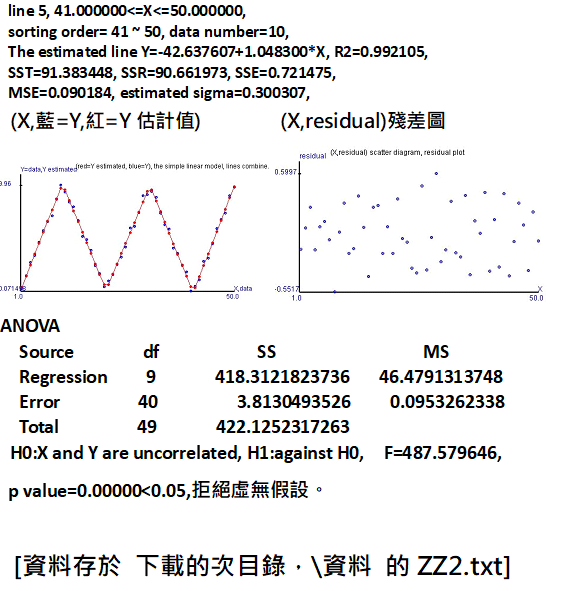 line 5, 41.000000<=X<=50.000000,
sorting order= 41 ~ 50, data number=10,
The estimated line Y=-42.637607+1.048300*X, R2=0.992105,
SST=91.383448, SSR=90.661973, SSE=0.721475,
MSE=0.090184, estimated sigma=0.300307,
(X,藍=Y,紅=Y 估計值) (X,residual)殘差圖
Y=data,Y estimated (red=Y estimated, blue=Y), the simple linear model, lines combine.
9.96
X,data
1.0 50.0
residual (X,residual) scatter diagram, residual plot
0.5997
-0.5517
X
1.0 50.0
ANOVA
Source df SS MS
Regression 9 418.3121823736 46.4791313748
Error 40 3.8130493526 0.0953262338
Total 49 422.1252317263
H0:X and Y are uncorrelated, H1:against H0, F=487.579646,
p value=0.00000<0.05,拒絕虛無假設。
[資料存於 下載的次目錄，\資料 的 ZZ2.txt]